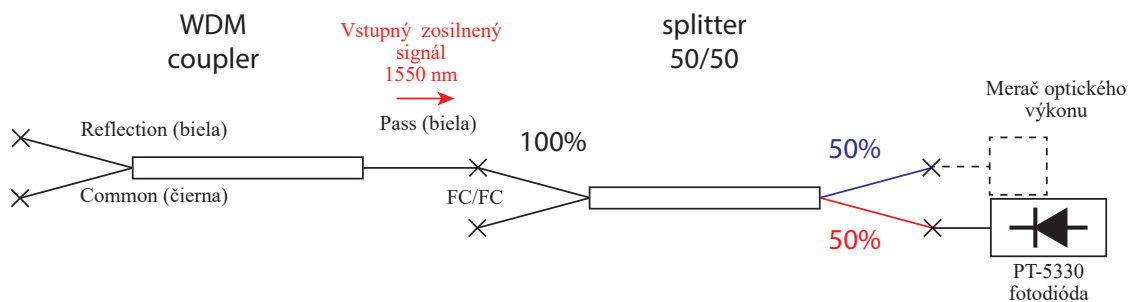 WDM
coupler
Vstupný zosilnený
signál
1550 nm
splitter
50/50
Merač optického
výkonu
Reflection (biela)
Pass (biela)
100%
50%
Common (čierna)
FC/FC
50%
PT-5330
fotodióda